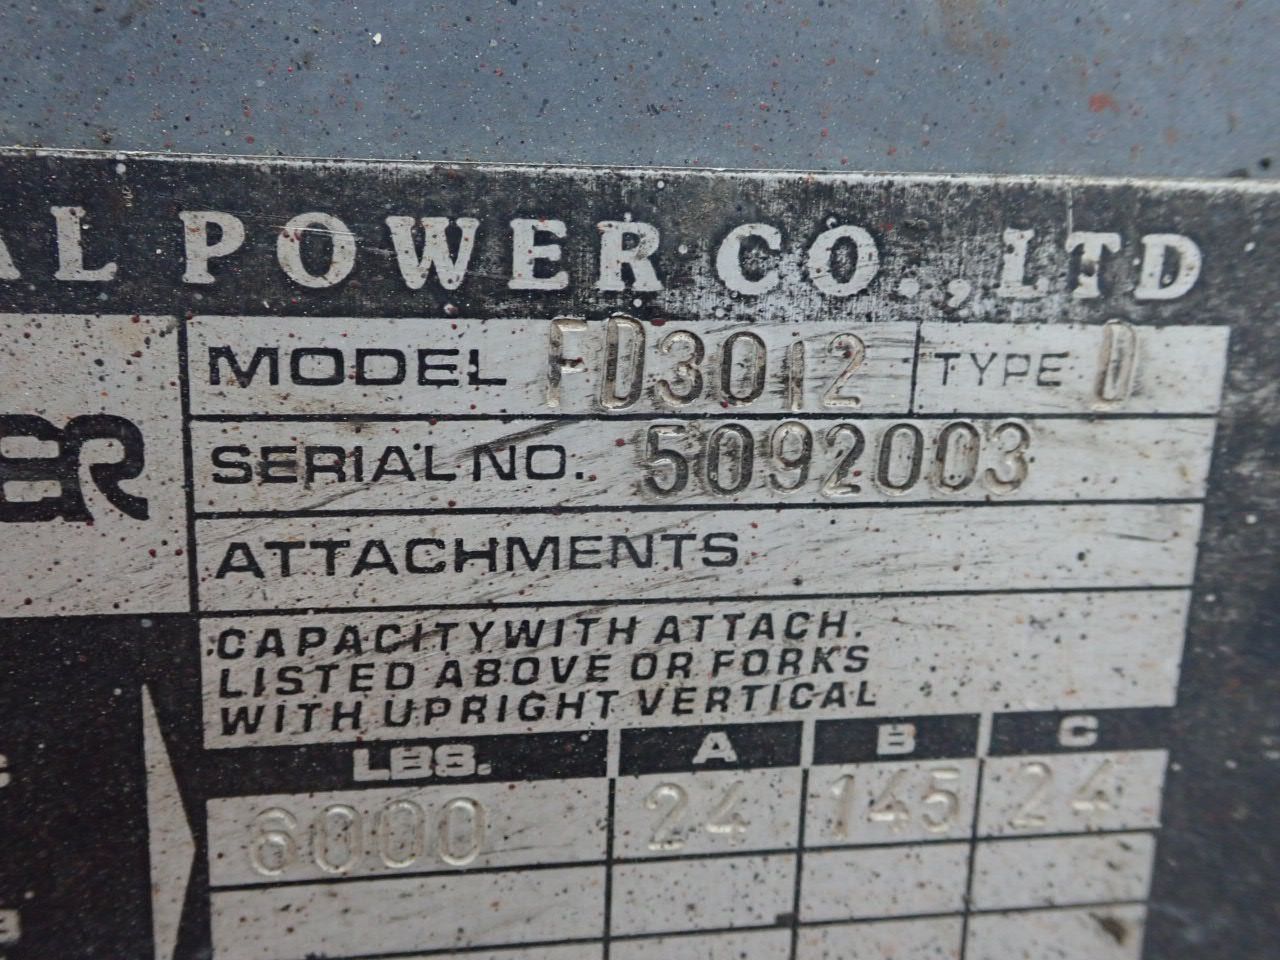 AL POWER CO., LTD
MODEL FD3012 TYPE D
ER
SERIAL NO. 5092003
ATTACHMENTS
CAPACITY WITH ATTACH.
LISTED ABOVE OR FORKS
WITH UPRIGHT VERTICAL
LBS. A B C
6000 24 145 24